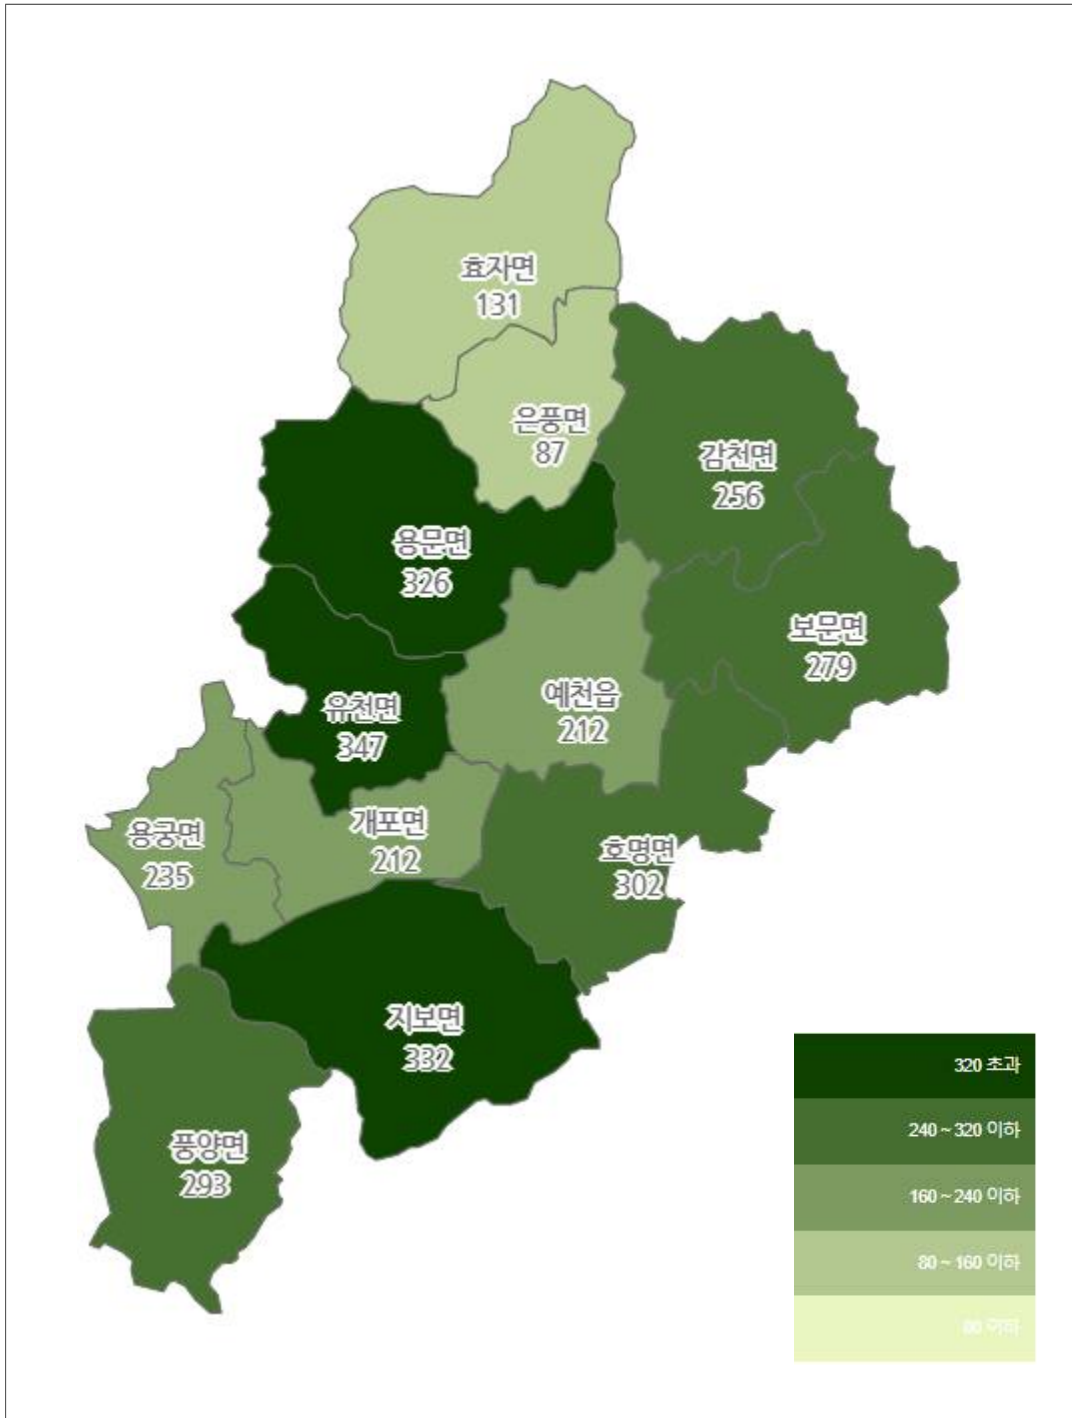 효자면
131
은풍면
87
감천면
256
용문면
326
보문면
279
예천읍
212
유천면
347
개포면
212
용궁면
235
호명면
302
지보면
332
풍양면
293
320 초과
240 ~ 320 이하
160 ~ 240 이하
80 ~ 160 이하
80 이하